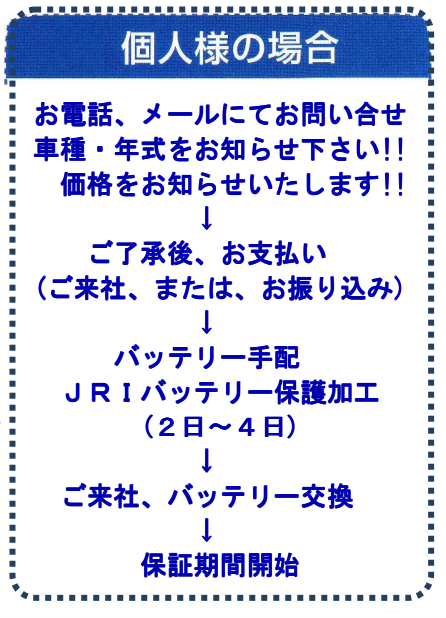 個人様の場合
お電話、メールにてお問い合せ
車種・年式をお知らせ下さい!!
価格をお知らせいたします!!
↓
ご了承後、お支払い
(ご来社、または、お振り込み)
↓
バッテリー手配
ＪＲＩバッテリー保護加工
(２日～４日)
↓
ご来社、バッテリー交換
↓
保証期間開始